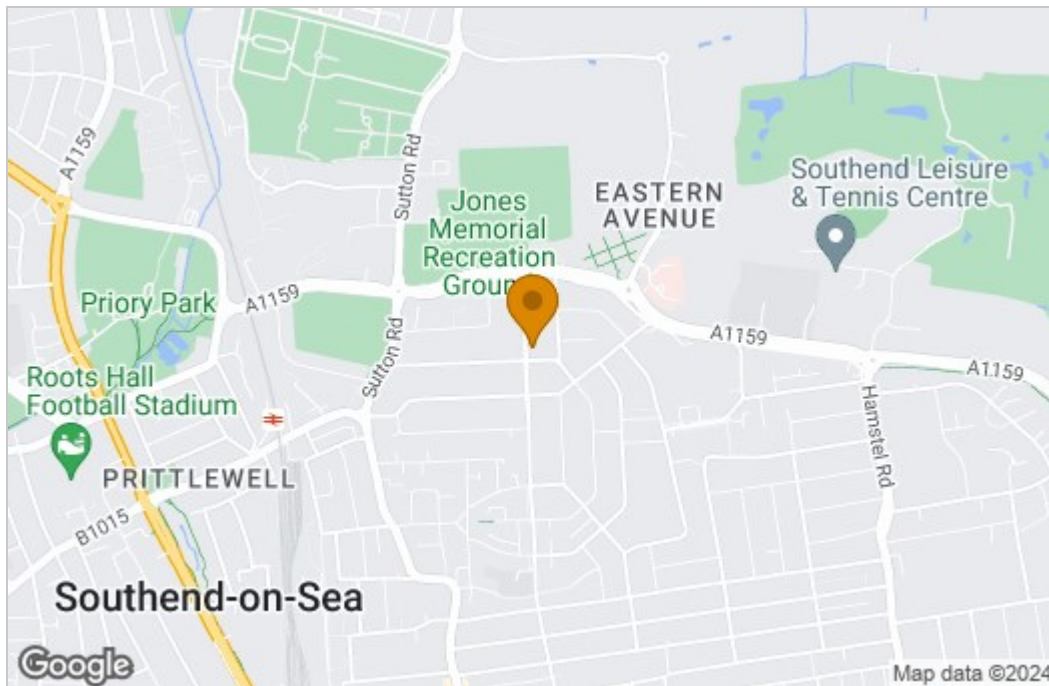 A1159
Sutton Rd
Jones
Memorial
Recreation
Groun
EASTERN
AVENUE
Southend Leisure
& Tennis Centre
Priory Park
A1159
A1159
A1159
Roots Hall
Football Stadium
Sutton Rd
Hamstel Rd
PRITTLEWELL
B1015
Southend-on-Sea
Google
Map data ©2024